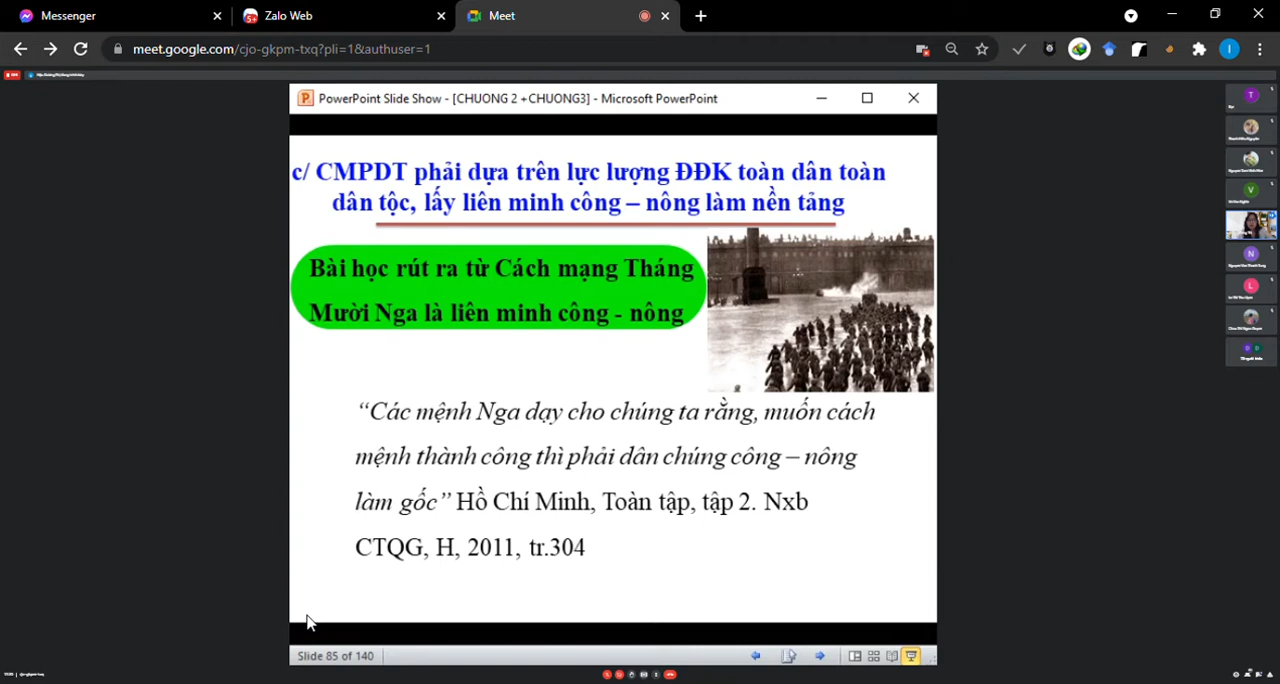 Messenger
Zalo Web
Meet
meet.google.com/cjo-gkpm-txq?pli=1&authuser=1
PowerPoint Slide Show - [CHUONG 2 +CHUONG3] - Microsoft PowerPoint
c/ CMPDT phải dựa trên lực lượng ĐĐK toàn dân toàn
dân tộc, lấy liên minh công – nông làm nền tảng
Bài học rút ra từ Cách mạng Tháng
Mười Nga là liên minh công - nông
“Các mệnh Nga dạy cho chúng ta rằng, muốn cách
mệnh thành công thì phải dân chúng công – nông
làm gốc” Hồ Chí Minh, Toàn tập, tập 2. Nxb
CTQG, H, 2011, tr.304
Slide 85 of 140